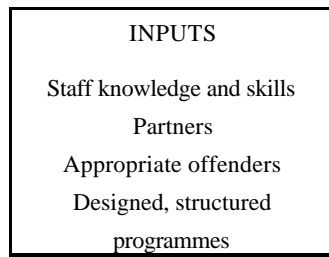 INPUTS
Staff knowledge and skills
Partners
Appropriate offenders
Designed, structured
programmes